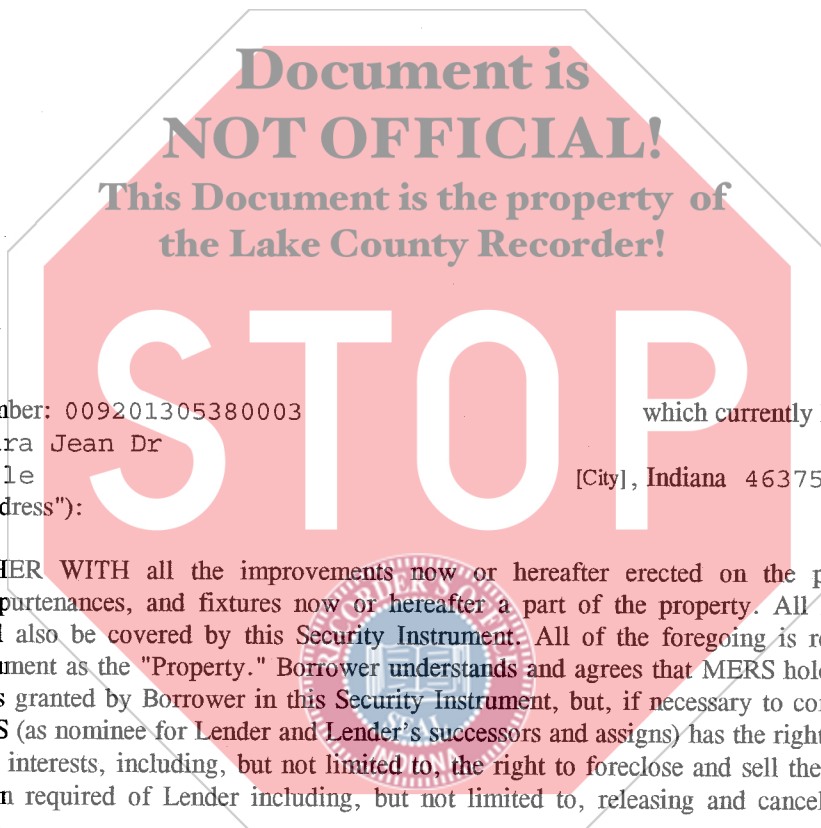 Document is
NOT OFFICIAL!
This Document is the property of
the Lake County Recorder!
STOP
mber: 009201305380003 which currently
ra Jean Dr
le [City], Indiana 46375
dress"):
HER WITH all the improvements now or hereafter erected on the p
purtenances, and fixtures now or hereafter a part of the property. All
l also be covered by this Security Instrument. All of the foregoing is re
ument as the "Property." Borrower understands and agrees that MERS hol
s granted by Borrower in this Security Instrument, but, if necessary to co
S (as nominee for Lender and Lender's successors and assigns) has the right
interests, including, but not limited to, the right to foreclose and sell the
n required of Lender including, but not limited to, releasing and cancel
RECORDER'S OFFICE
SEAL
INDIANA